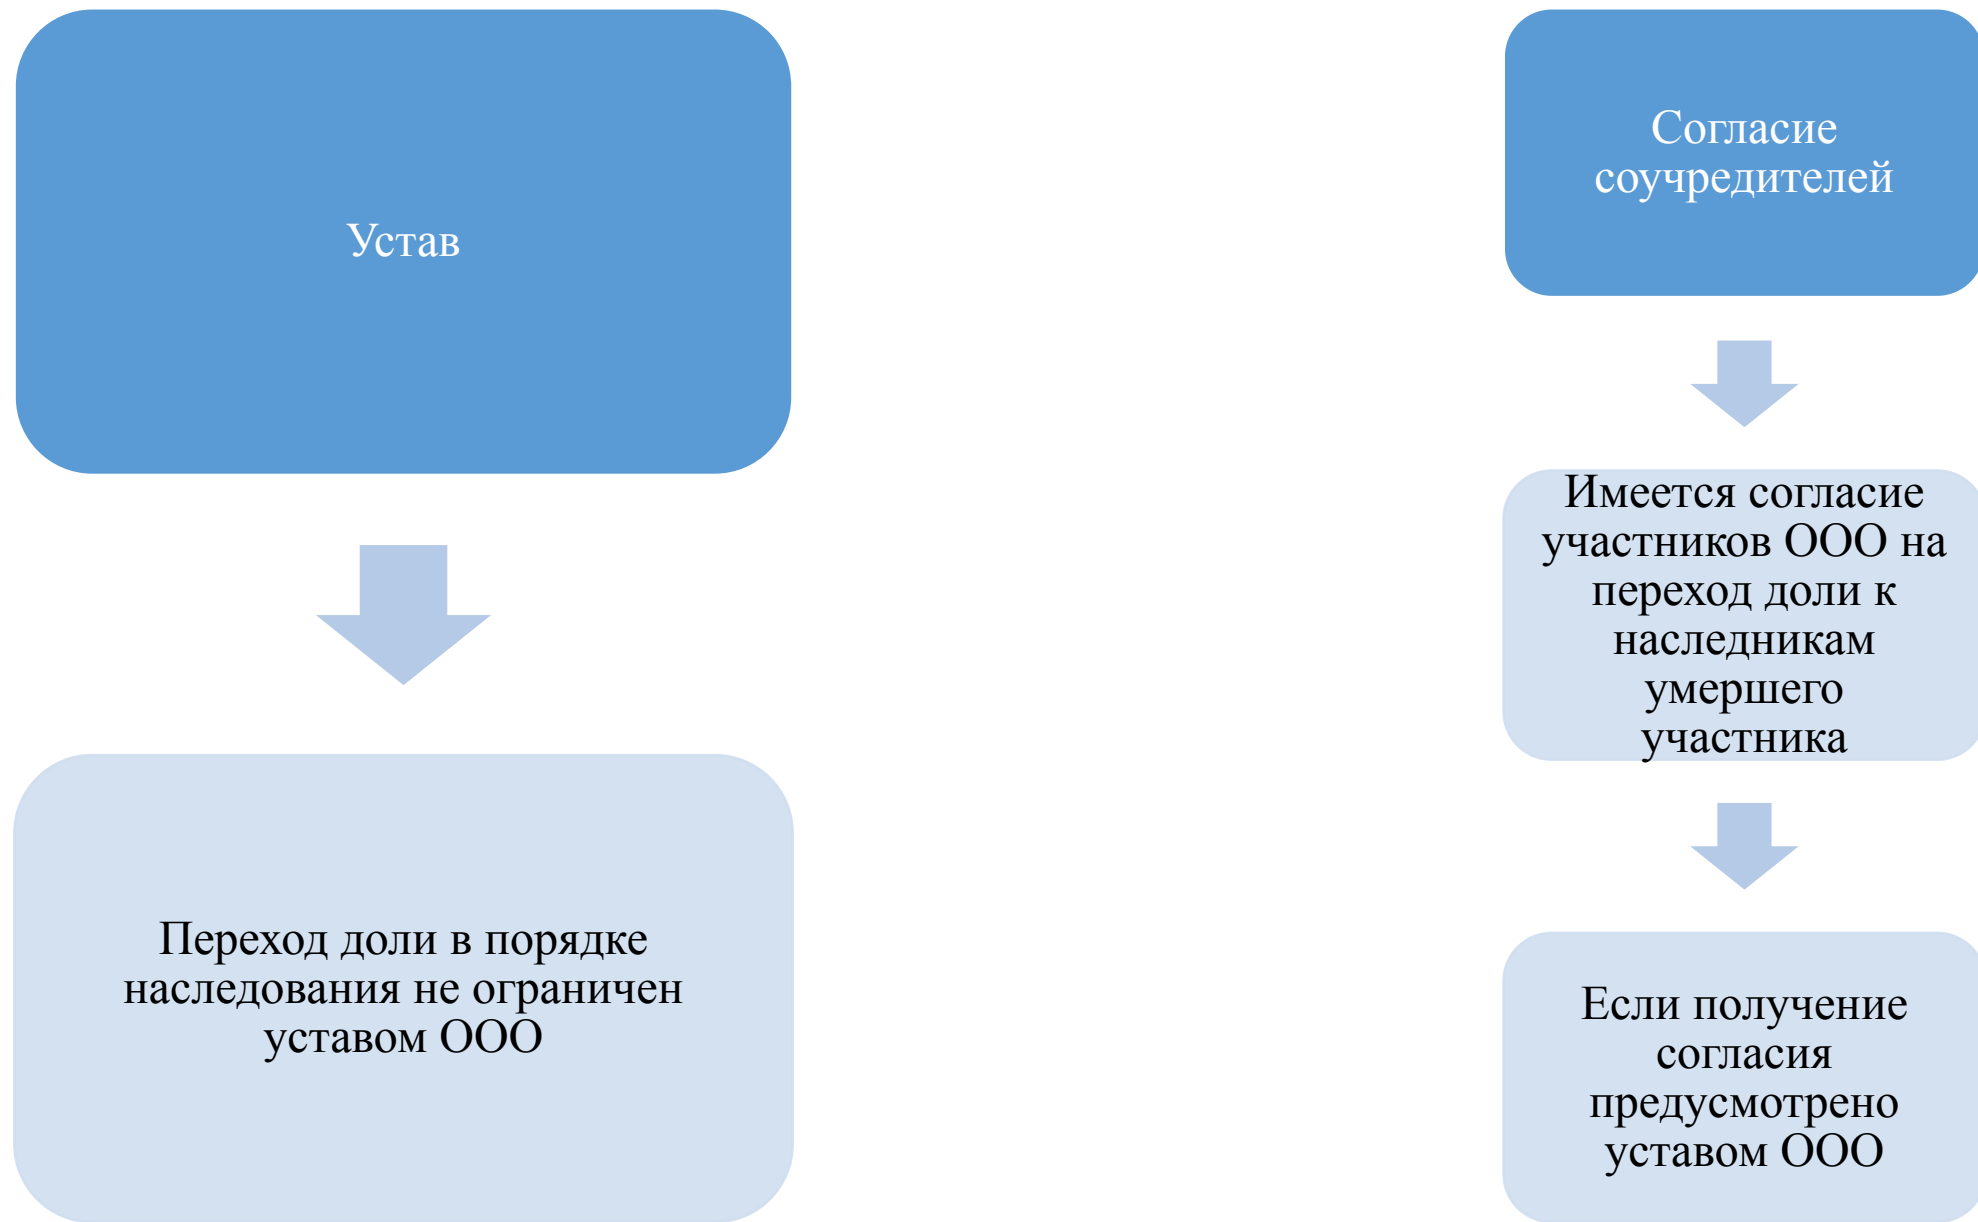 Устав
Переход доли в порядке
наследования не ограничен
уставом ООО
Согласие
соучредителей
Имеется согласие
участников ООО на
переход доли к
наследникам
умершего
участника
Если получение
согласия
предусмотрено
уставом ООО